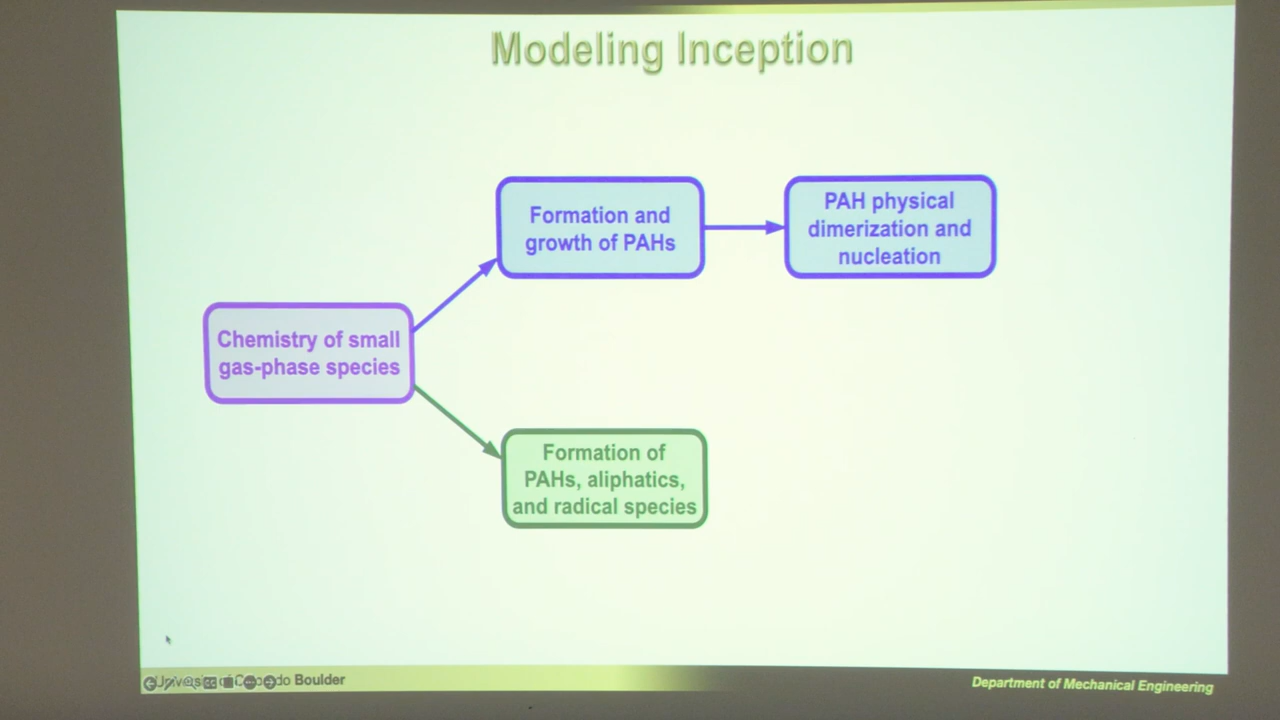 Modeling Inception
Formation and
growth of PAHs
PAH physical
dimerization and
nucleation
Chemistry of small
gas-phase species
Formation of
PAHs, aliphatics,
and radical species
Boulder
Department of Mechanical Engineering